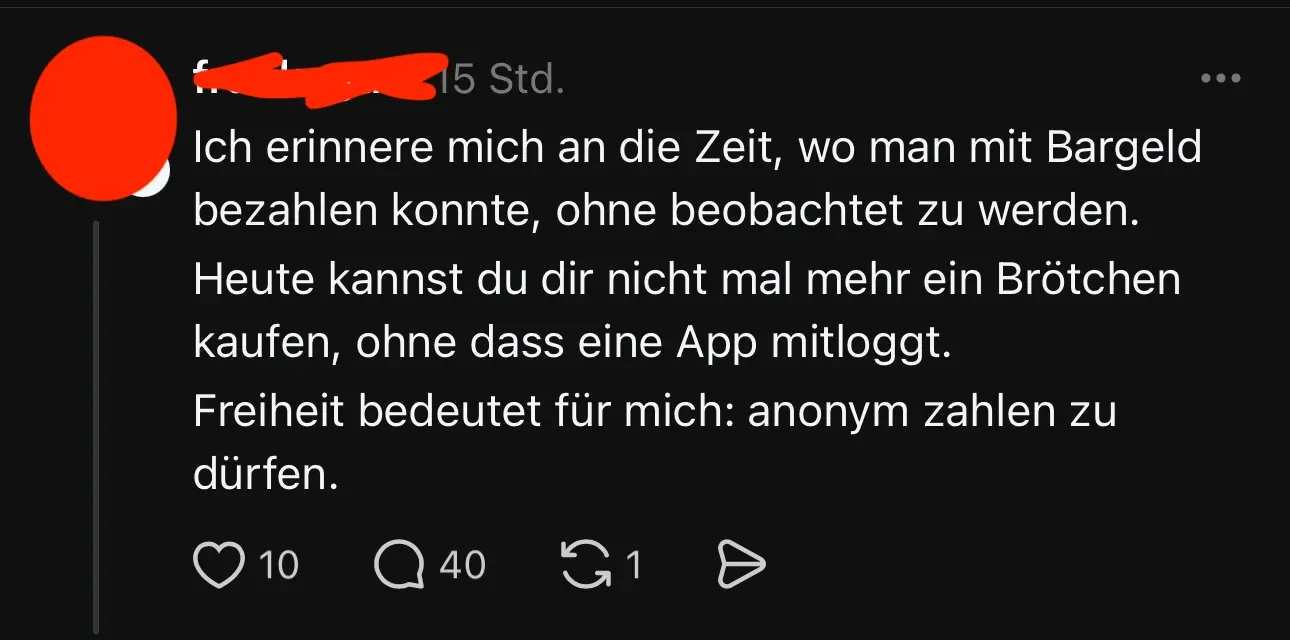 15 Std.
Ich erinnere mich an die Zeit, wo man mit Bargeld
bezahlen konnte, ohne beobachtet zu werden.
Heute kannst du dir nicht mal mehr ein Brötchen
kaufen, ohne dass eine App mitloggt.
Freiheit bedeutet für mich: anonym zahlen zu
dürfen.
10 40 1